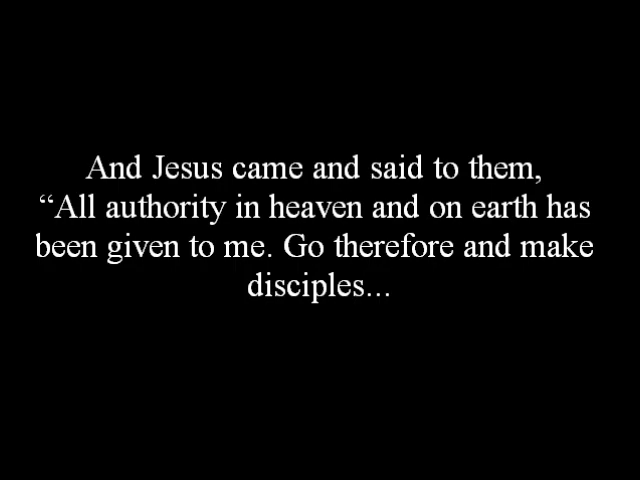 And Jesus came and said to them,
“All authority in heaven and on earth has
been given to me. Go therefore and make
disciples...